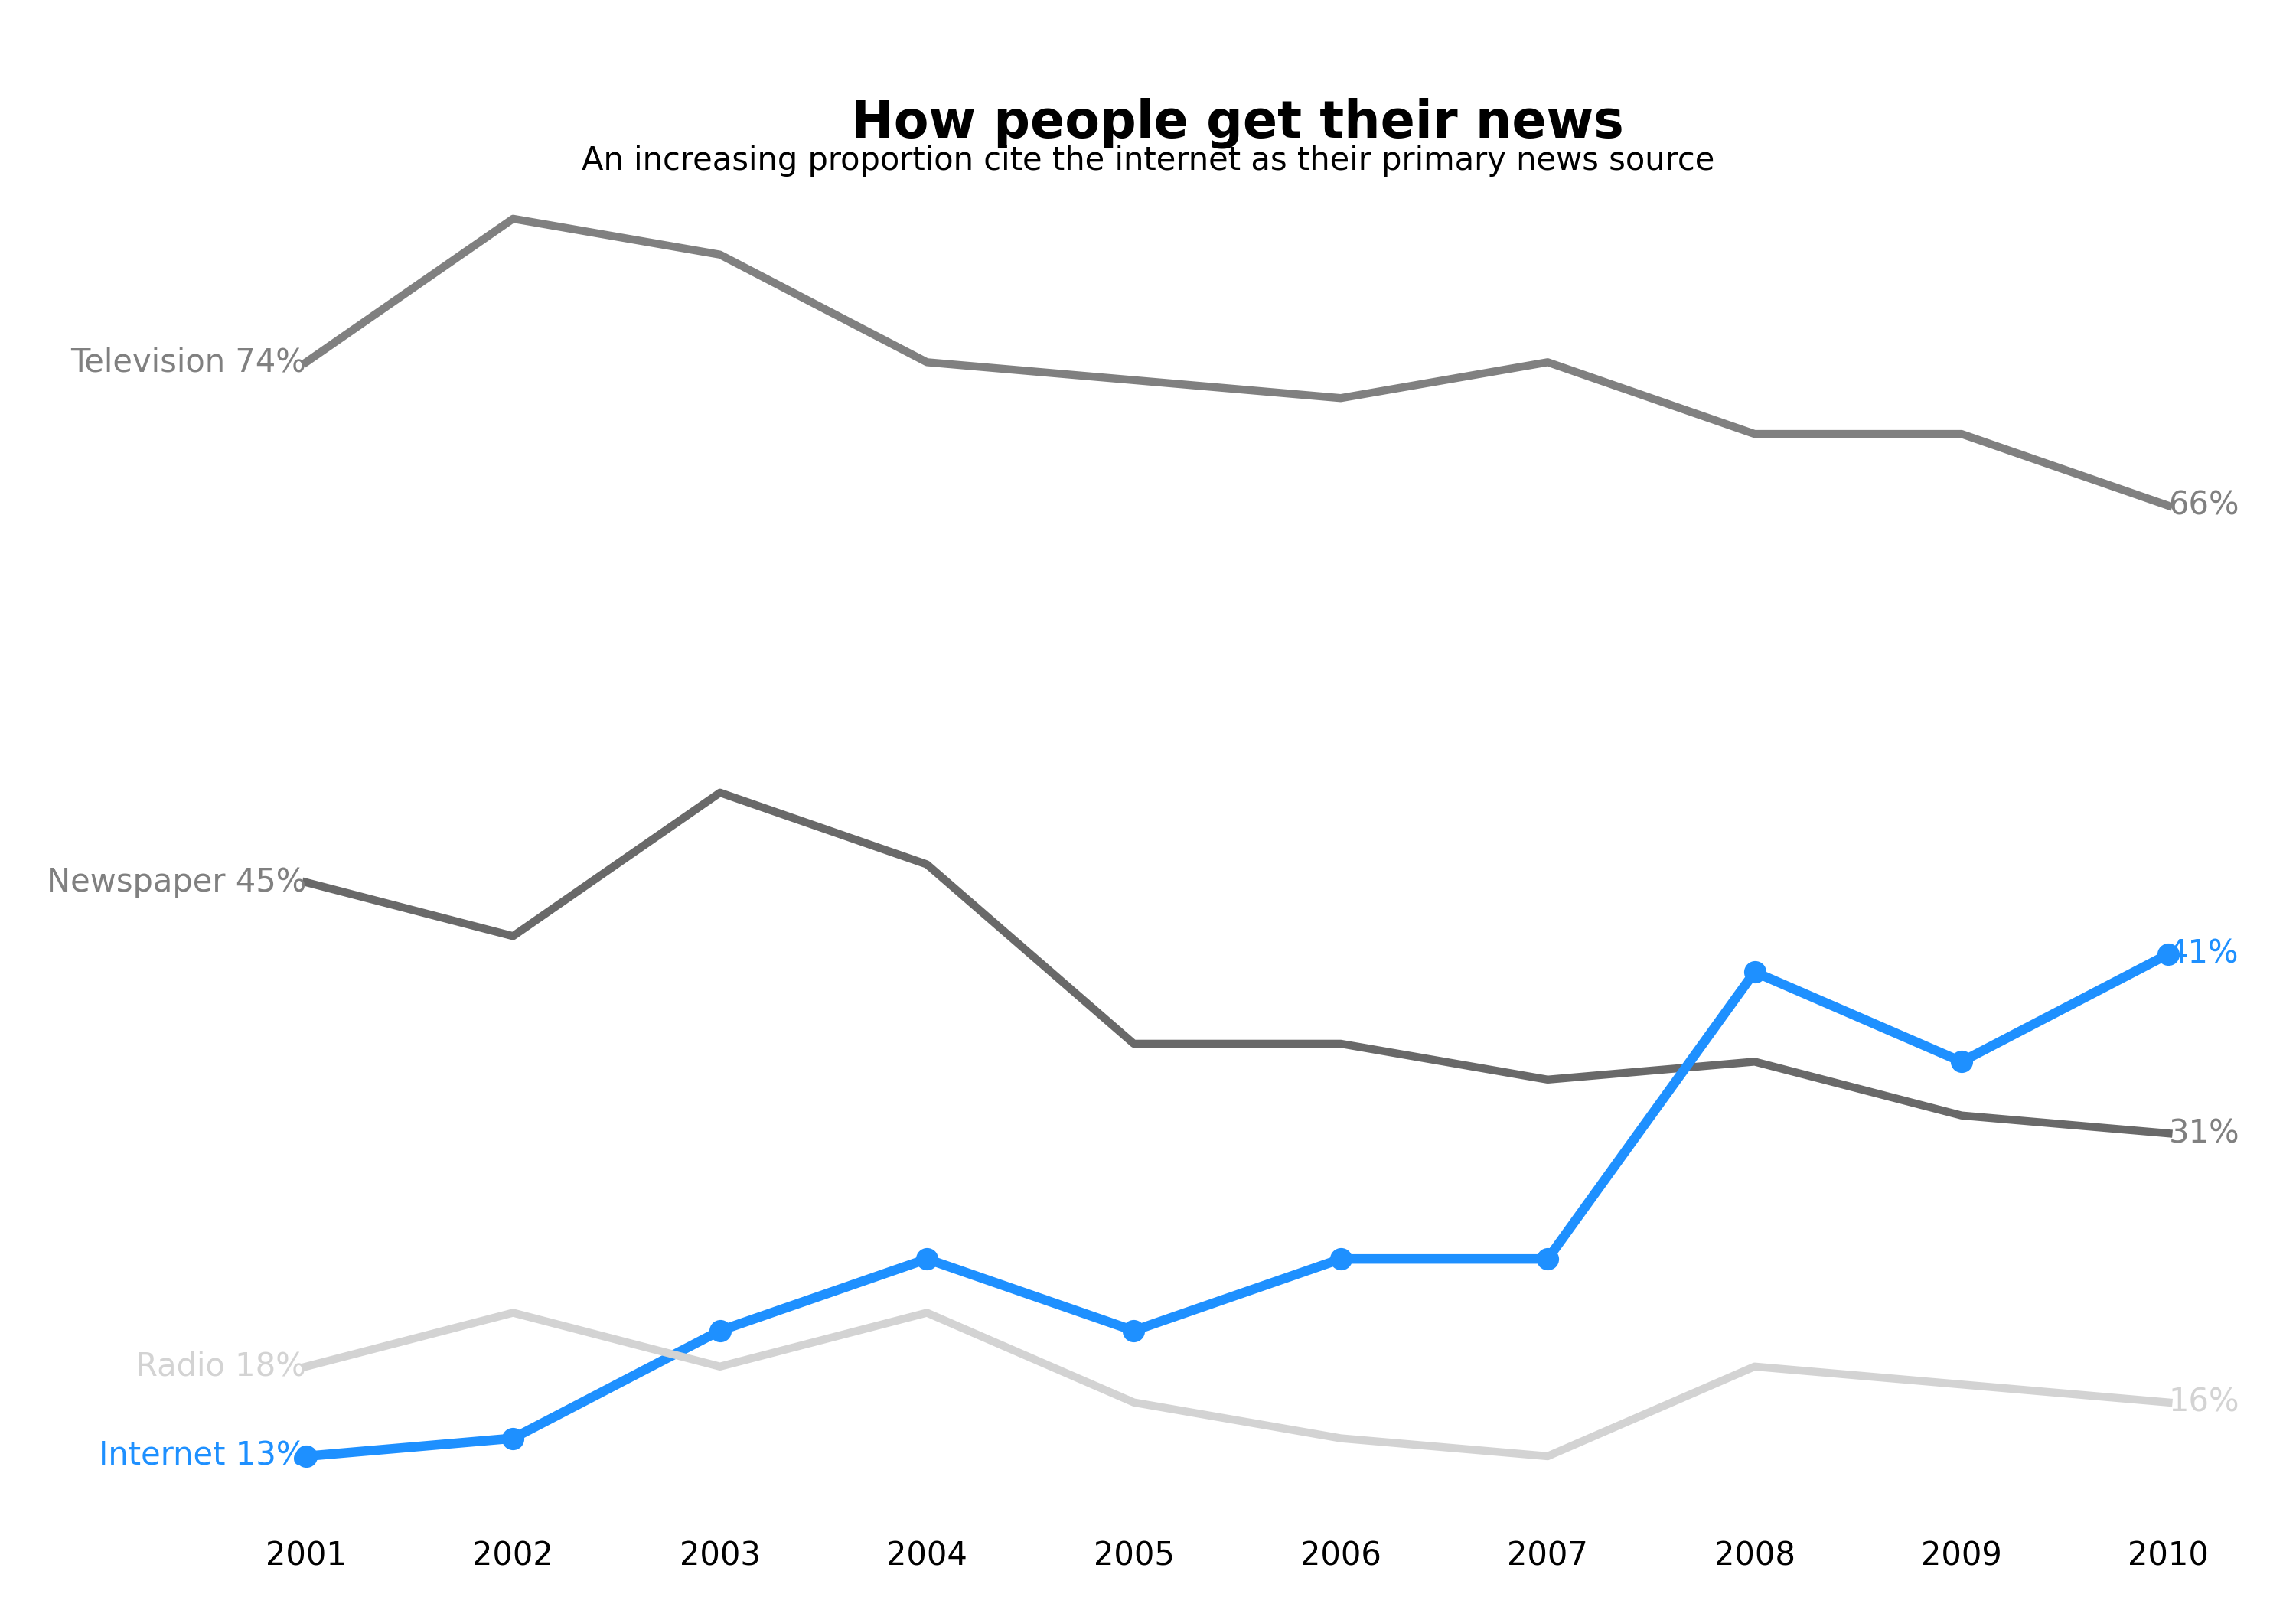 How people get their news
An increasing proportion cite the internet as their primary news source
Television 74%
66%
Newspaper 45%
41%
31%
Radio 18%
16%
Internet 13%
2001 2002 2003 2004 2005 2006 2007 2008 2009 2010